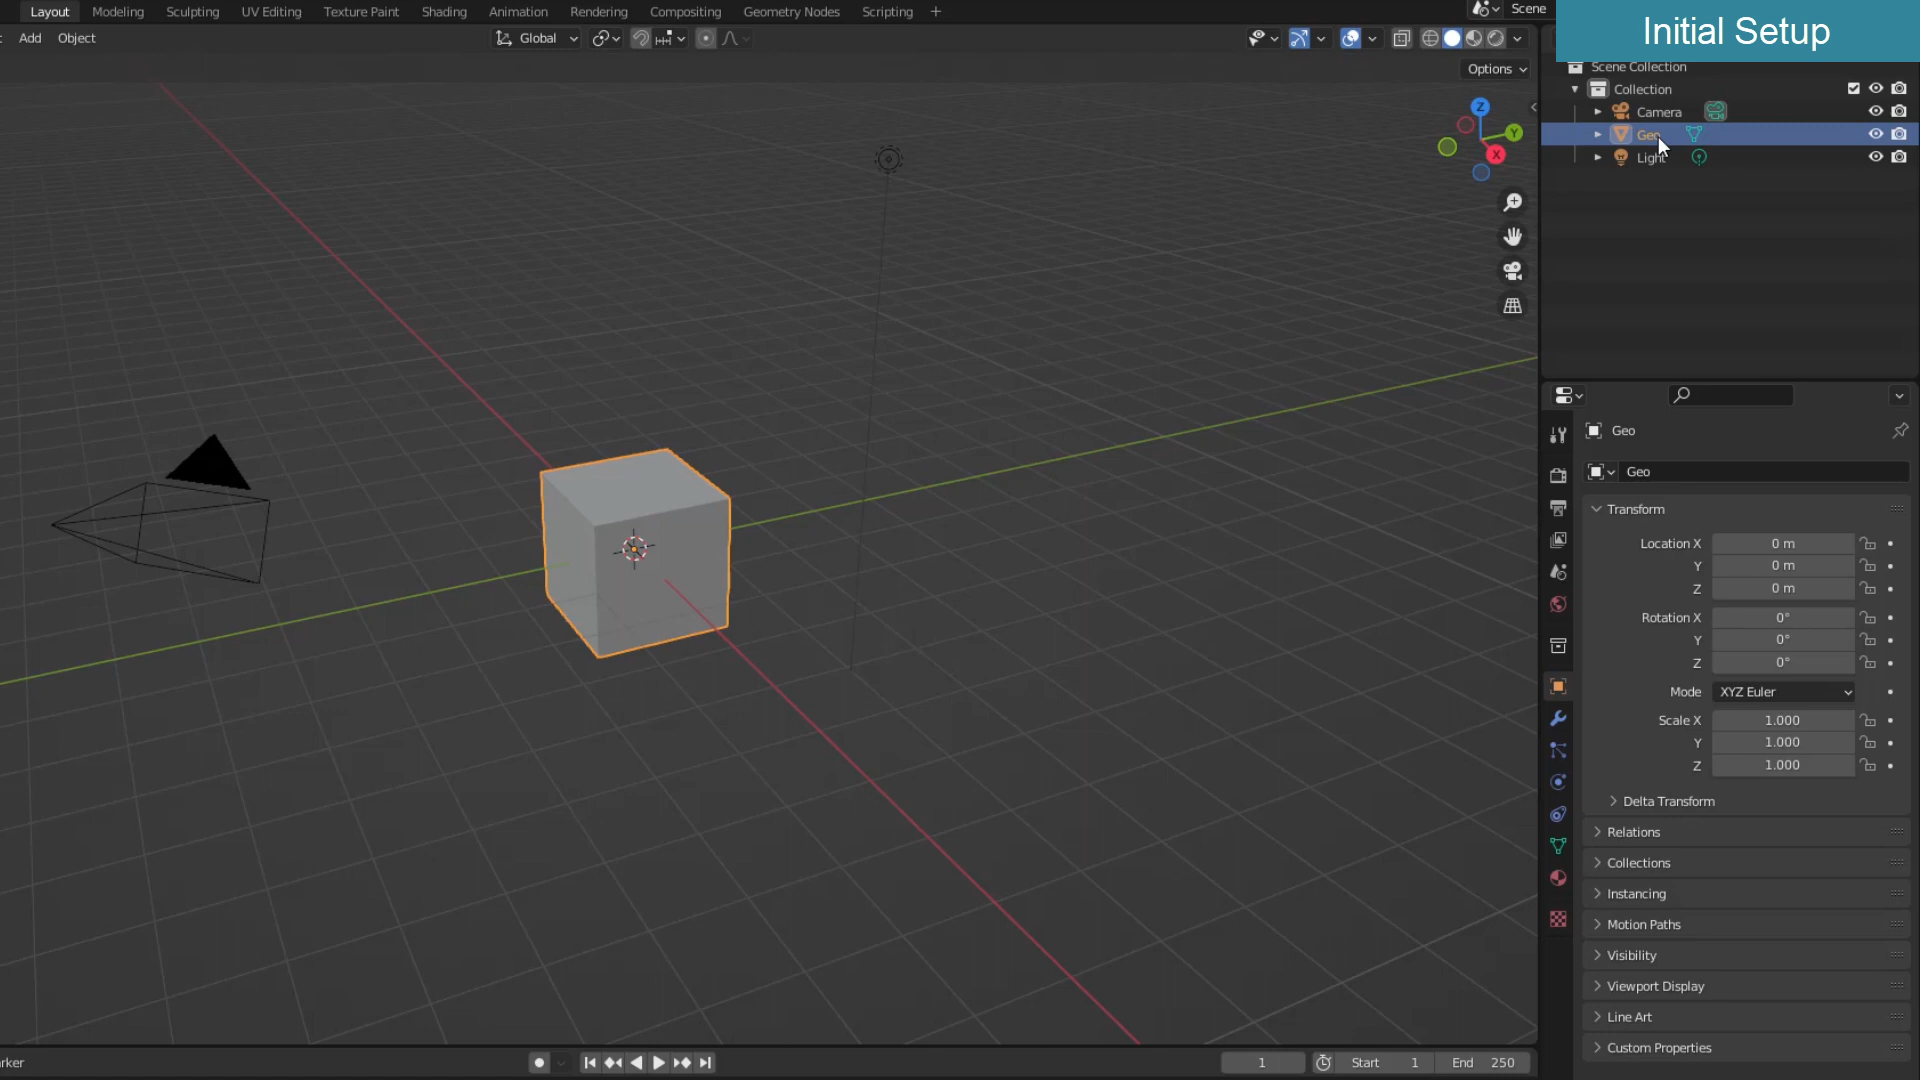 Layout Modeling Sculpting UV Editing Texture Paint Shading Animation Rendering Compositing Geometry Nodes Scripting + Scene
Initial Setup
Add Object Global
Options
Z
Y
X
Scene Collection
Collection
Camera
Geo
Light
Geo
Geo
Transform
Location X 0 m
Y 0 m
Z 0 m
Rotation X 0°
Y 0°
Z 0°
Mode XYZ Euler
Scale X 1.000
Y 1.000
Z 1.000
Delta Transform
Relations
Collections
Instancing
Motion Paths
Visibility
Viewport Display
Line Art
Custom Properties
rker 1 Start 1 End 250